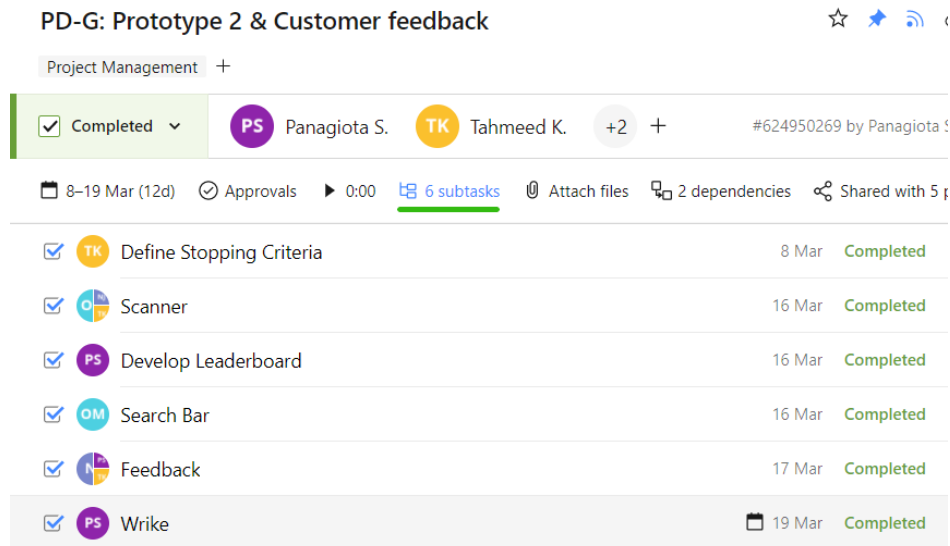 PD-G: Prototype 2 & Customer feedback
Project Management +
Completed PS Panagiota S. TK Tahmeed K. +2 + #624950269 by Panagiota
8–19 Mar (12d) Approvals 0:00 6 subtasks Attach files 2 dependencies Shared with 5
TK Define Stopping Criteria 8 Mar Completed
Scanner 16 Mar Completed
PS Develop Leaderboard 16 Mar Completed
OM Search Bar 16 Mar Completed
Feedback 17 Mar Completed
PS Wrike 19 Mar Completed